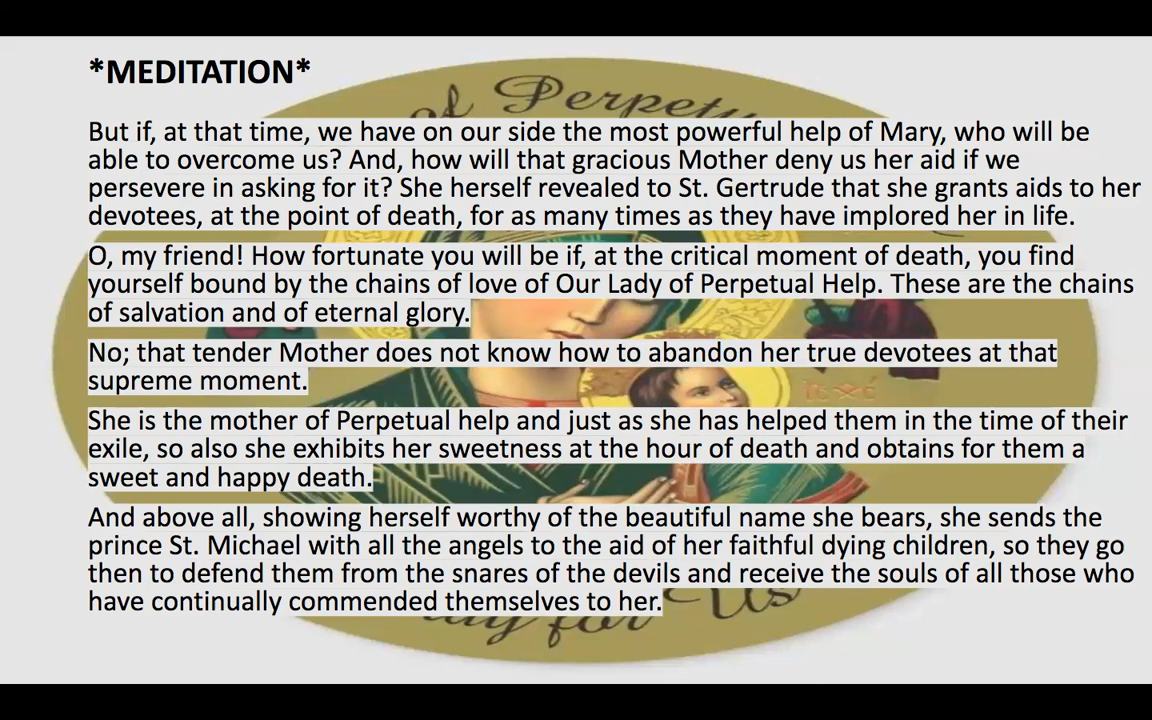 of Perpetu
*MEDITATION*
But if, at that time, we have on our side the most powerful help of Mary, who will be
able to overcome us? And, how will that gracious Mother deny us her aid if we
persevere in asking for it? She herself revealed to St. Gertrude that she grants aids to her
devotees, at the point of death, for as many times as they have implored her in life.
O, my friend! How fortunate you will be if, at the critical moment of death, you find
yourself bound by the chains of love of Our Lady of Perpetual Help. These are the chains
of salvation and of eternal glory.
No; that tender Mother does not know how to abandon her true devotees at that
supreme moment.
She is the mother of Perpetual help and just as she has helped them in the time of their
exile, so also she exhibits her sweetness at the hour of death and obtains for them a
sweet and happy death.
And above all, showing herself worthy of the beautiful name she bears, she sends the
prince St. Michael with all the angels to the aid of her faithful dying children, so they go
then to defend them from the snares of the devils and receive the souls of all those who
have continually commended themselves to her.
for Us